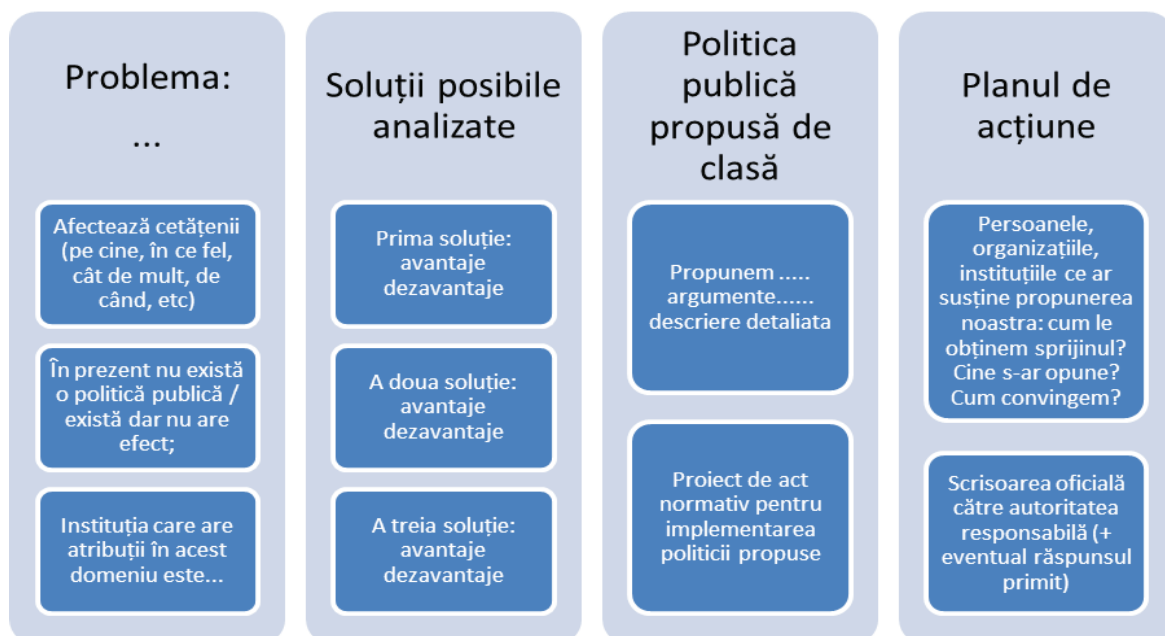 Problema:
...
Afectează cetățenii
(pe cine, în ce fel,
cât de mult, de
când, etc)
În prezent nu există
o politică publică /
există dar nu are
efect;
Instituția care are
atribuții în acest
domeniu este...
Soluții posibile
analizate
Prima soluție:
avantaje
dezavantaje
A doua soluție:
avantaje
dezavantaje
A treia soluție:
avantaje
dezavantaje
Politica
publică
propusă de
clasă
Propunem .....
argumente......
descriere detaliata
Proiect de act
normativ pentru
implementarea
politicii propuse
Planul de
acțiune
Persoanele,
organizațiile,
instituțiile ce ar
susține propunerea
noastra: cum le
obținem sprijinul?
Cine s-ar opune?
Cum convingem?
Scrisoarea oficială
către autoritatea
responsabilă (+
eventual răspunsul
primit)